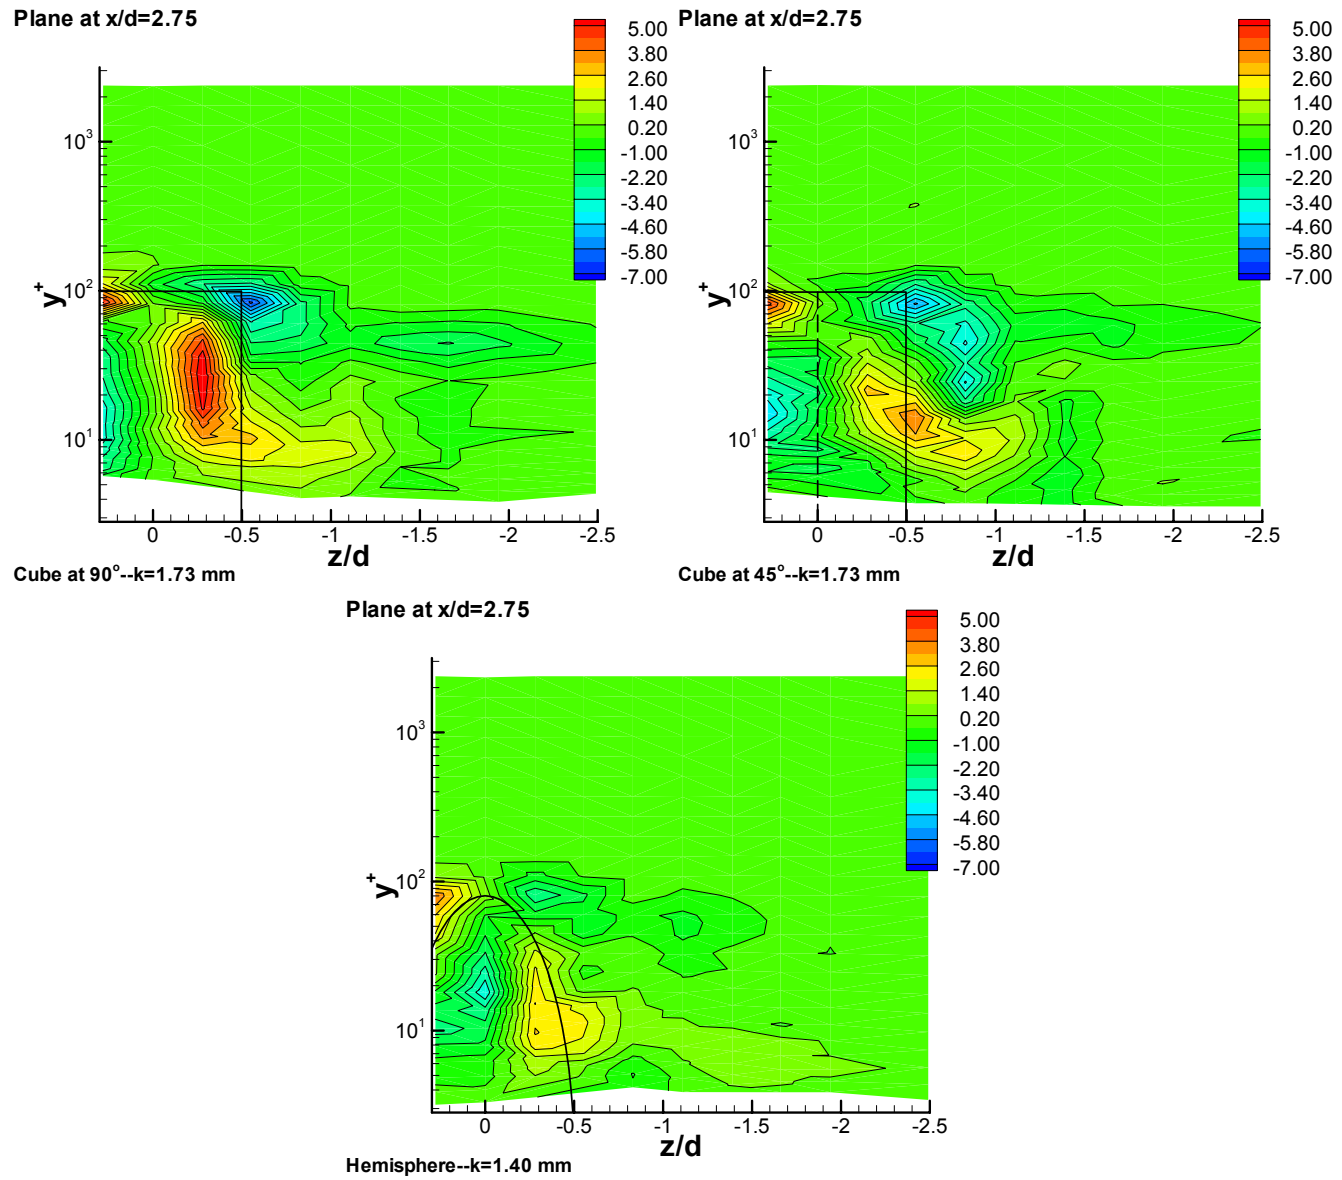 Plane at x/d=2.75
5.00
3.80
2.60
1.40
0.20
-1.00
-2.20
-3.40
-4.60
-5.80
-7.00
10³
10²
10¹
y⁺
0 -0.5 -1 -1.5 -2 -2.5
z/d
Cube at 90°--k=1.73 mm
Plane at x/d=2.75
5.00
3.80
2.60
1.40
0.20
-1.00
-2.20
-3.40
-4.60
-5.80
-7.00
10³
10²
10¹
y⁺
0 -0.5 -1 -1.5 -2 -2.5
z/d
Cube at 45°--k=1.73 mm
Plane at x/d=2.75
5.00
3.80
2.60
1.40
0.20
-1.00
-2.20
-3.40
-4.60
-5.80
-7.00
10³
10²
10¹
y⁺
0 -0.5 -1 -1.5 -2 -2.5
z/d
Hemisphere--k=1.40 mm